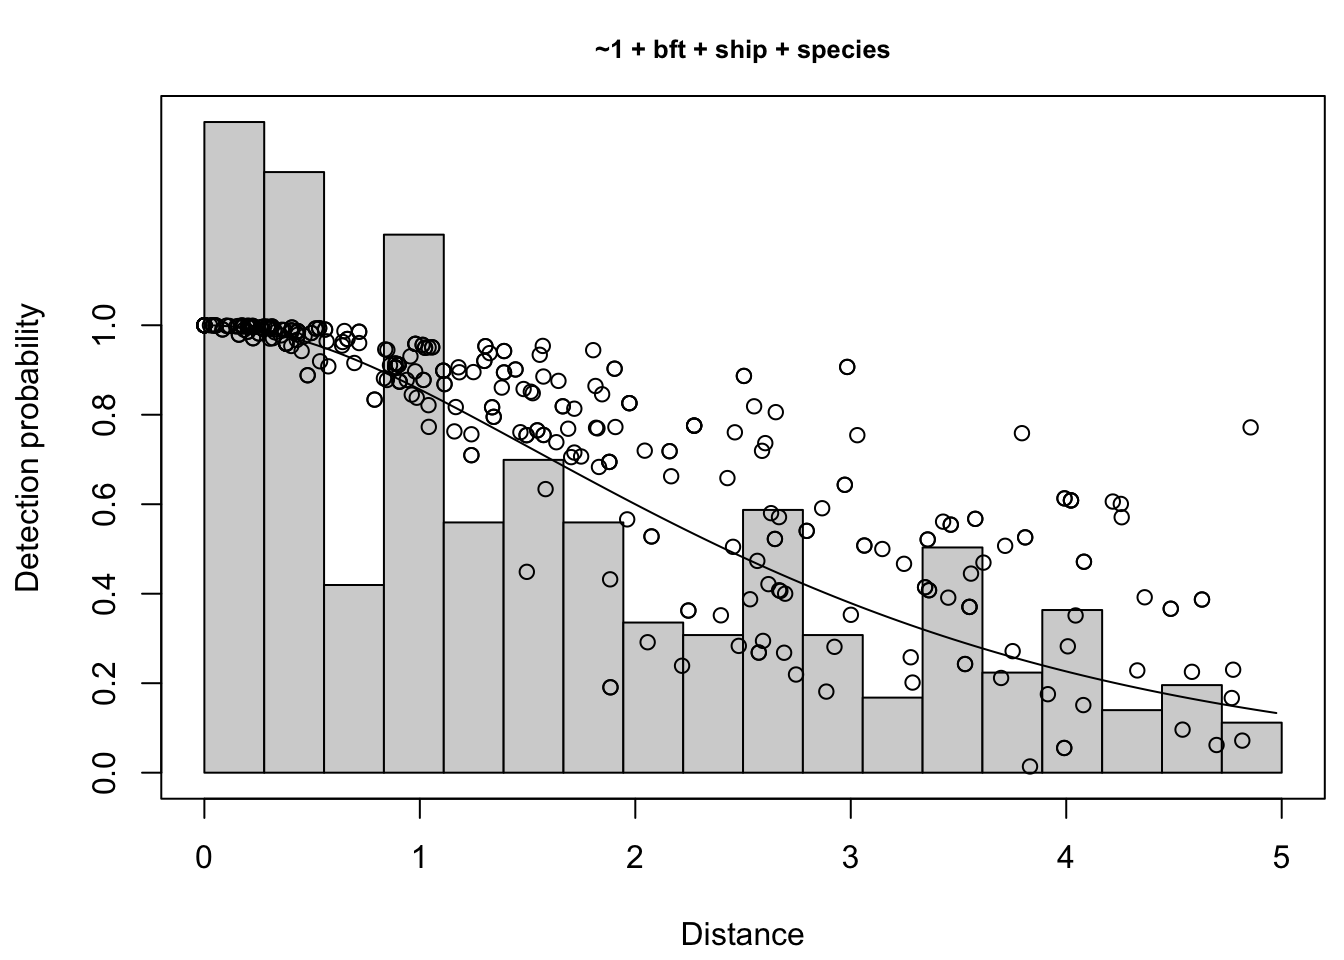 ~1 + bft + ship + species
Detection probability
1.0
0.8
0.6
0.4
0.2
0.0
0 1 2 3 4 5
Distance